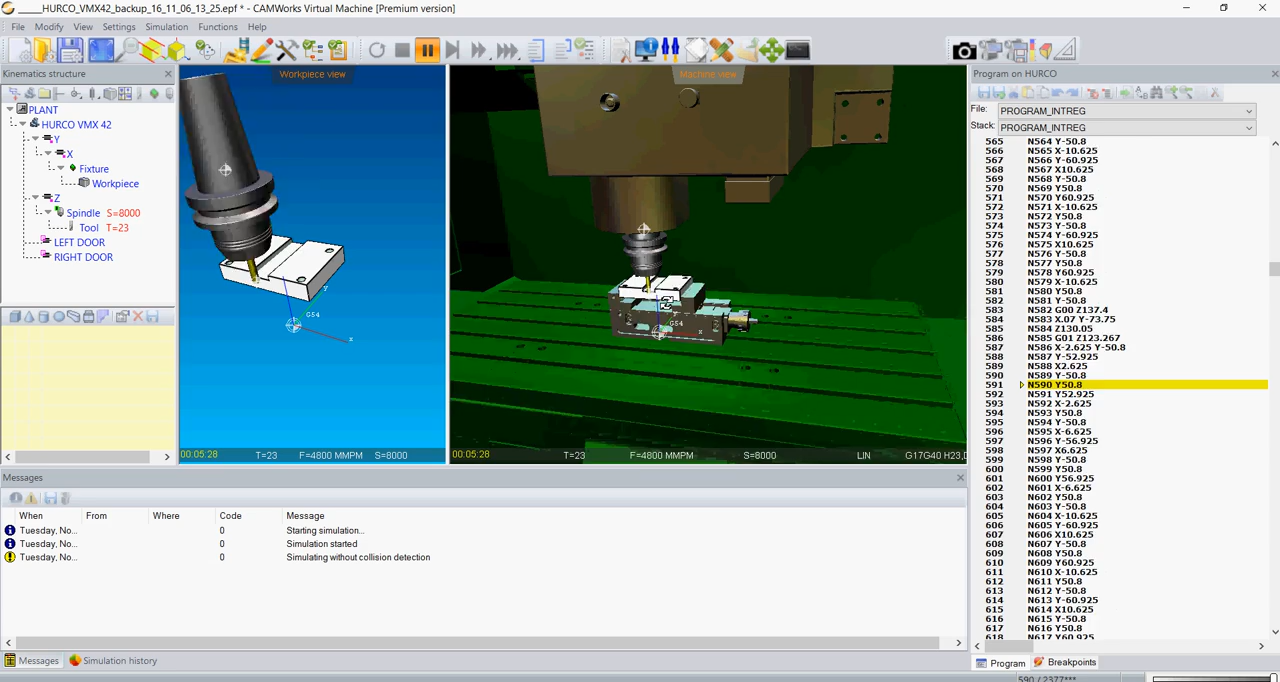 _____HURCO_VMX42_backup_16_11_06_13_25.epf * - CAMWorks Virtual Machine [Premium version]
File Modify View Settings Simulation Functions Help
Kinematics structure
PLANT
HURCO VMX 42
Y
X
Fixture
Workpiece
Z
Spindle S=8000
Tool T=23
LEFT DOOR
RIGHT DOOR
Workpiece view
G54
Y
x
00:05:28 T=23 F=4800 MMPM S=8000
Machine view
G54
x
00:05:28 T=23 F=4800 MMPM S=8000 LIN G17G40 H23,D
Program on HURCO
File: PROGRAM_INTREG
Stack: PROGRAM_INTREG
565 N564 Y-50.8
566 N565 X-10.625
567 N566 Y-60.925
568 N567 X10.625
569 N568 Y-50.8
570 N569 Y50.8
571 N570 Y60.925
572 N571 X-10.625
573 N572 Y50.8
574 N573 Y-50.8
575 N574 Y-60.925
576 N575 X10.625
577 N576 Y-50.8
578 N577 Y50.8
579 N578 Y60.925
580 N579 X-10.625
581 N580 Y50.8
582 N581 Y-50.8
583 N582 G00 Z137.4
584 N583 X.07 Y-73.75
585 N584 Z130.05
586 N585 G01 Z123.267
587 N586 X-2.625 Y-50.8
588 N587 Y-52.925
589 N588 X2.625
590 N589 Y-50.8
591 N590 Y50.8
592 N591 Y52.925
593 N592 X-2.625
594 N593 Y50.8
595 N594 Y-50.8
596 N595 X-6.625
597 N596 Y-56.925
598 N597 X6.625
599 N598 Y-50.8
600 N599 Y50.8
601 N600 Y56.925
602 N601 X-6.625
603 N602 Y50.8
604 N603 Y-50.8
605 N604 X-10.625
606 N605 Y-60.925
607 N606 X10.625
608 N607 Y-50.8
609 N608 Y50.8
610 N609 Y60.925
611 N610 X-10.625
612 N611 Y50.8
613 N612 Y-50.8
614 N613 Y-60.925
615 N614 X10.625
616 N615 Y-50.8
617 N616 Y50.8
618 N617 Y60.925
Program Breakpoints
590 / 2377***
Messages
When From Where Code Message
Tuesday, No... 0 Starting simulation...
Tuesday, No... 0 Simulation started
Tuesday, No... 0 Simulating without collision detection
Messages Simulation history